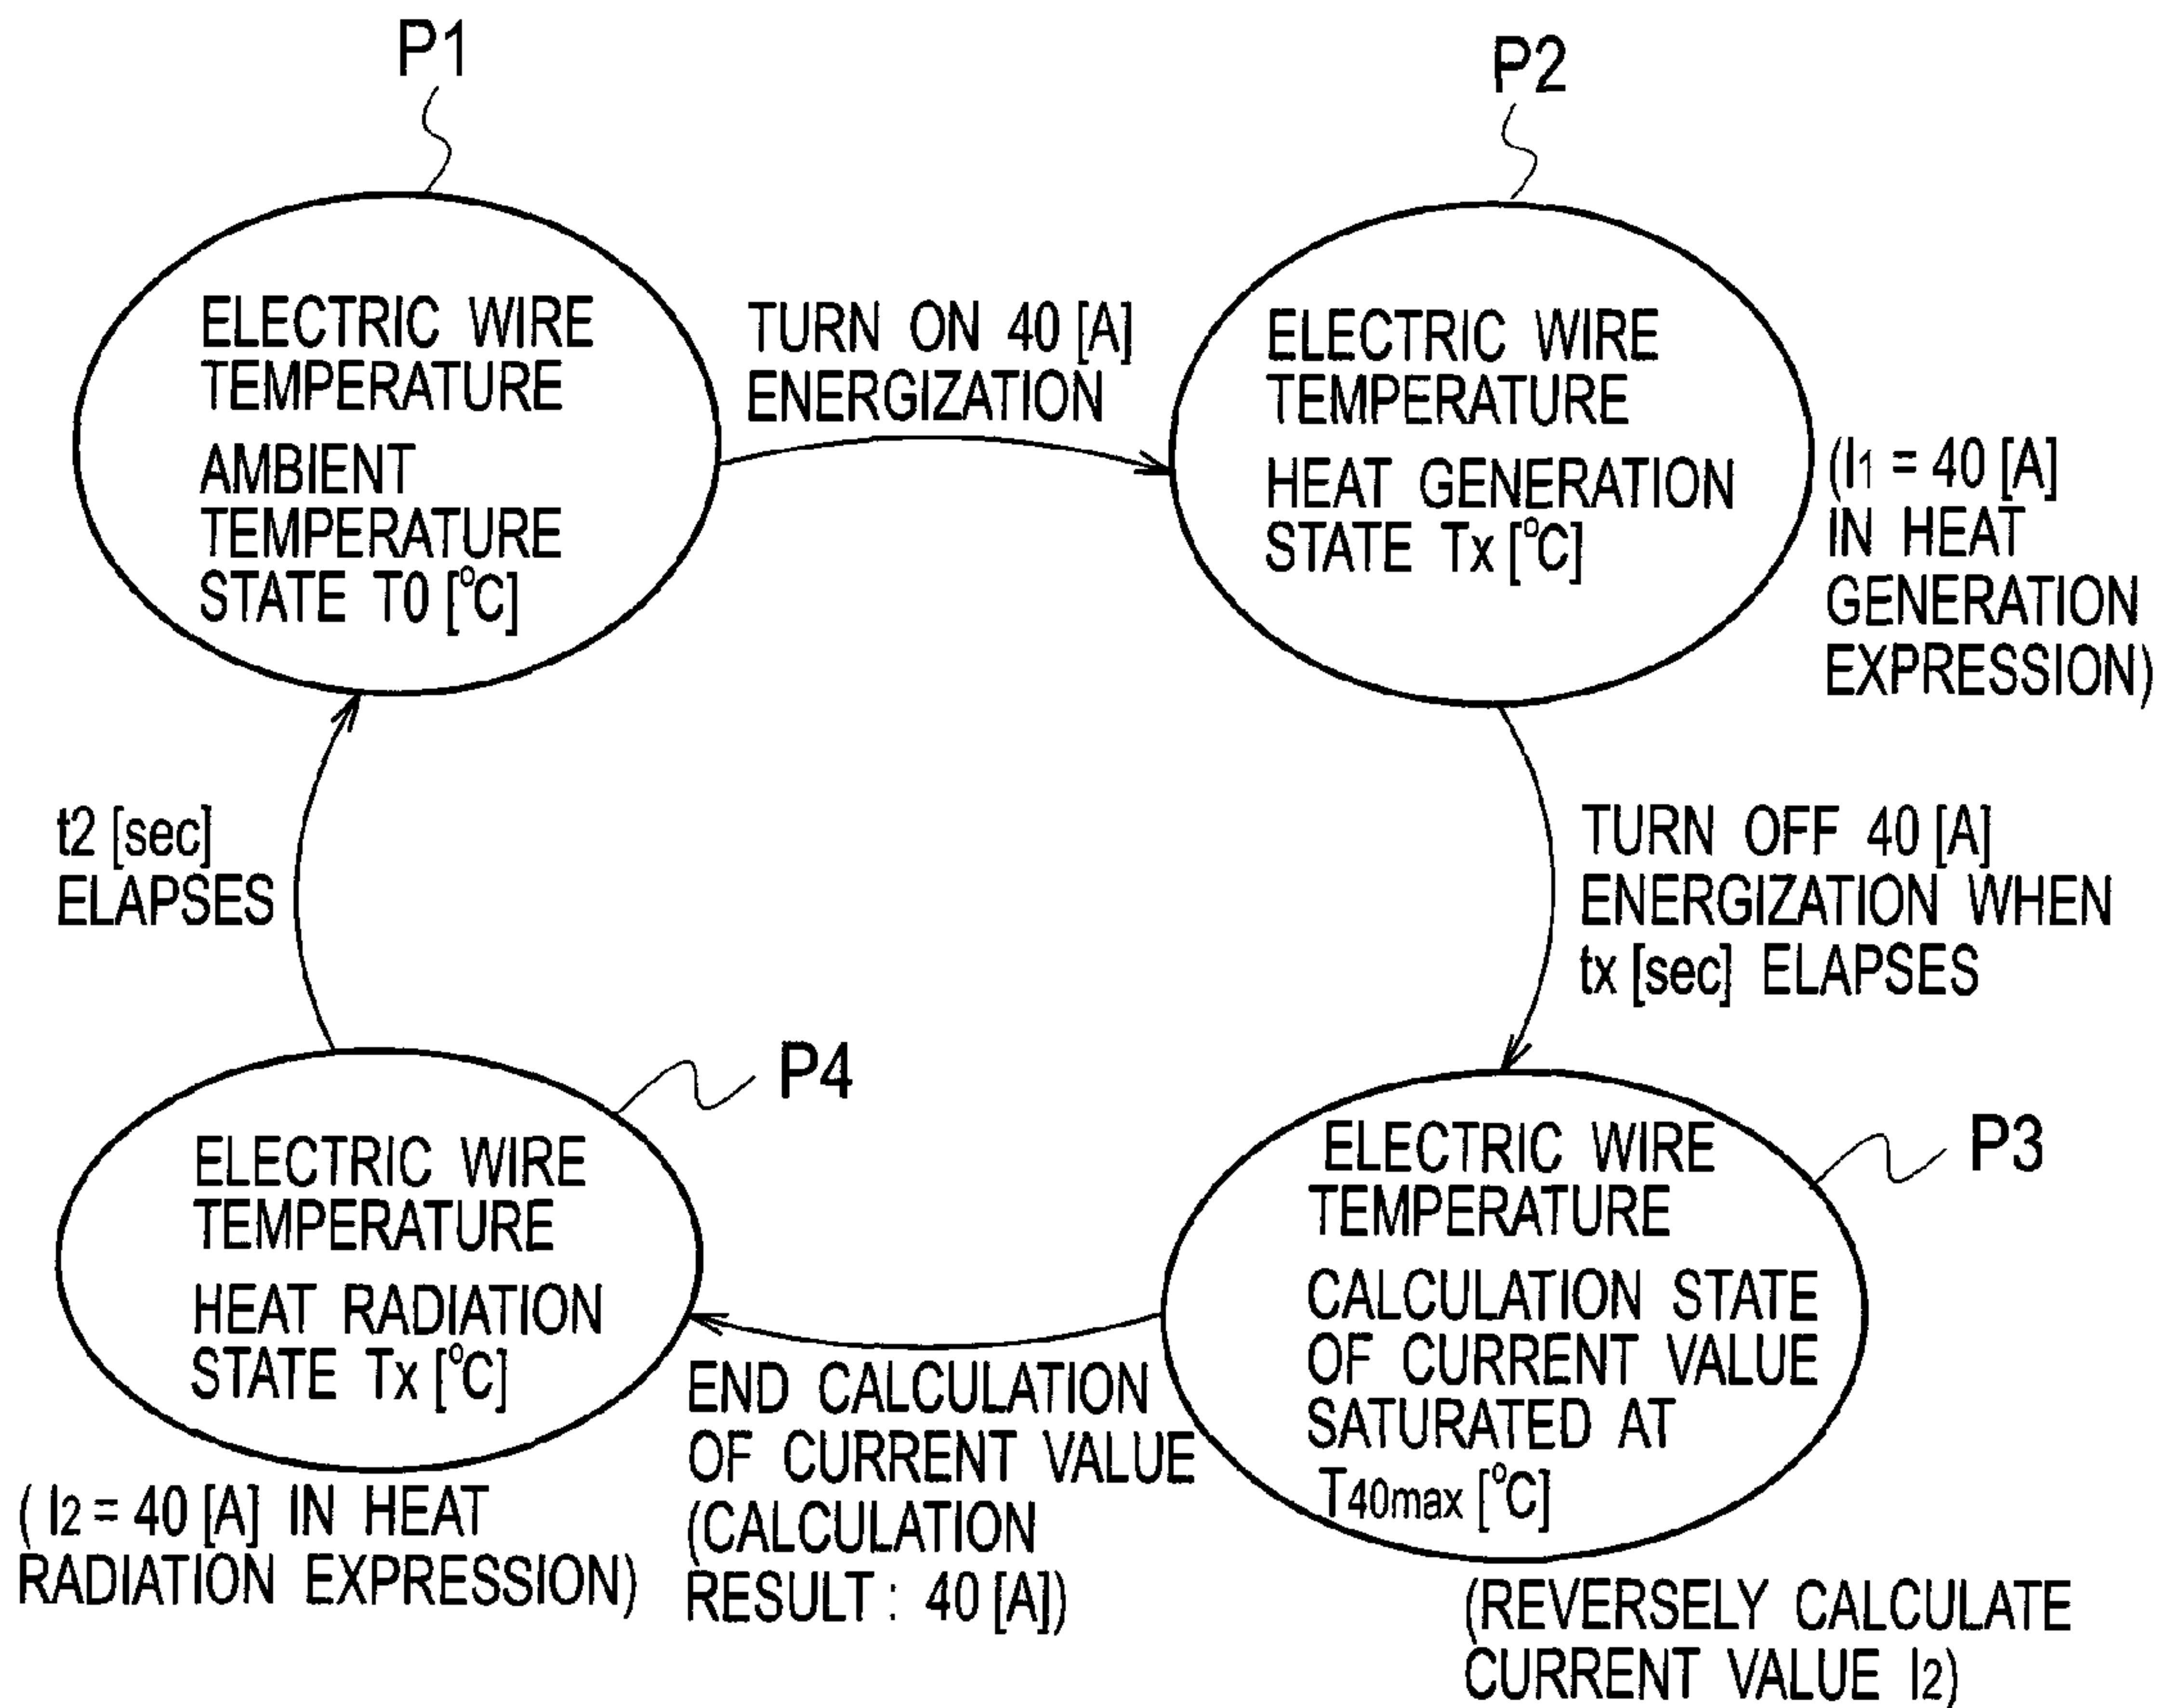 P1
P2
ELECTRIC WIRE
TEMPERATURE
AMBIENT
TEMPERATURE
STATE T0 [°C]
TURN ON 40 [A]
ENERGIZATION
ELECTRIC WIRE
TEMPERATURE
HEAT GENERATION
STATE Tx [°C]
(I1 = 40 [A]
IN HEAT
GENERATION
EXPRESSION)
t2 [sec]
ELAPSES
TURN OFF 40 [A]
ENERGIZATION WHEN
tx [sec] ELAPSES
P4
ELECTRIC WIRE
TEMPERATURE
HEAT RADIATION
STATE Tx [°C]
(I2 = 40 [A] IN HEAT
RADIATION EXPRESSION)
END CALCULATION
OF CURRENT VALUE
(CALCULATION
RESULT : 40 [A])
P3
ELECTRIC WIRE
TEMPERATURE
CALCULATION STATE
OF CURRENT VALUE
SATURATED AT
T40max [°C]
(REVERSELY CALCULATE
CURRENT VALUE I2)